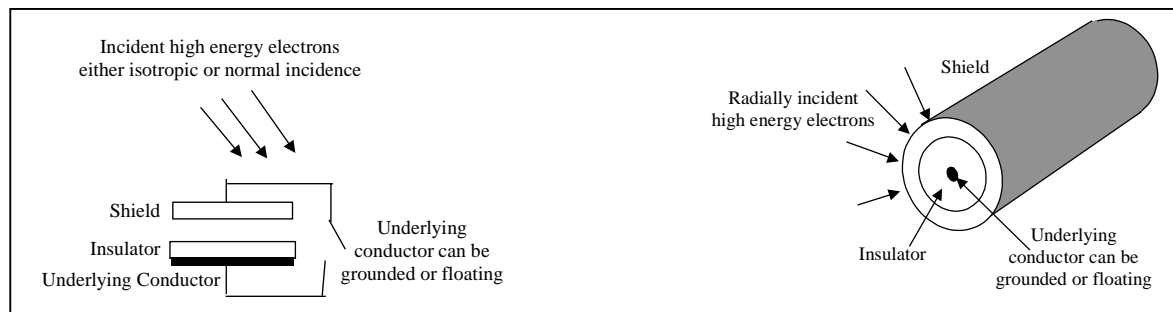 Incident high energy electrons
either isotropic or normal incidence
Shield
Insulator
Underlying Conductor
Underlying
conductor can be
grounded or floating
Shield
Radially incident
high energy electrons
Insulator
Underlying
conductor can be
grounded or floating